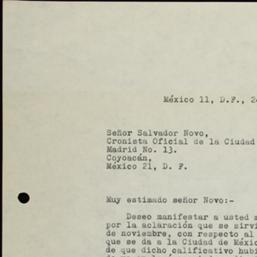 México 11, D.F., 2
Señor Salvador Novo,
Cronista Oficial de la Ciudad
Madrid No. 13.
Coyoacán,
México 21, D. F.
Muy estimado señor Novo:-
Deseo manifestar a usted m
por la aclaración que se sirvi
de noviembre, con respecto al
que se da a la Ciudad de Méxic
de que dicho calificativo hubi